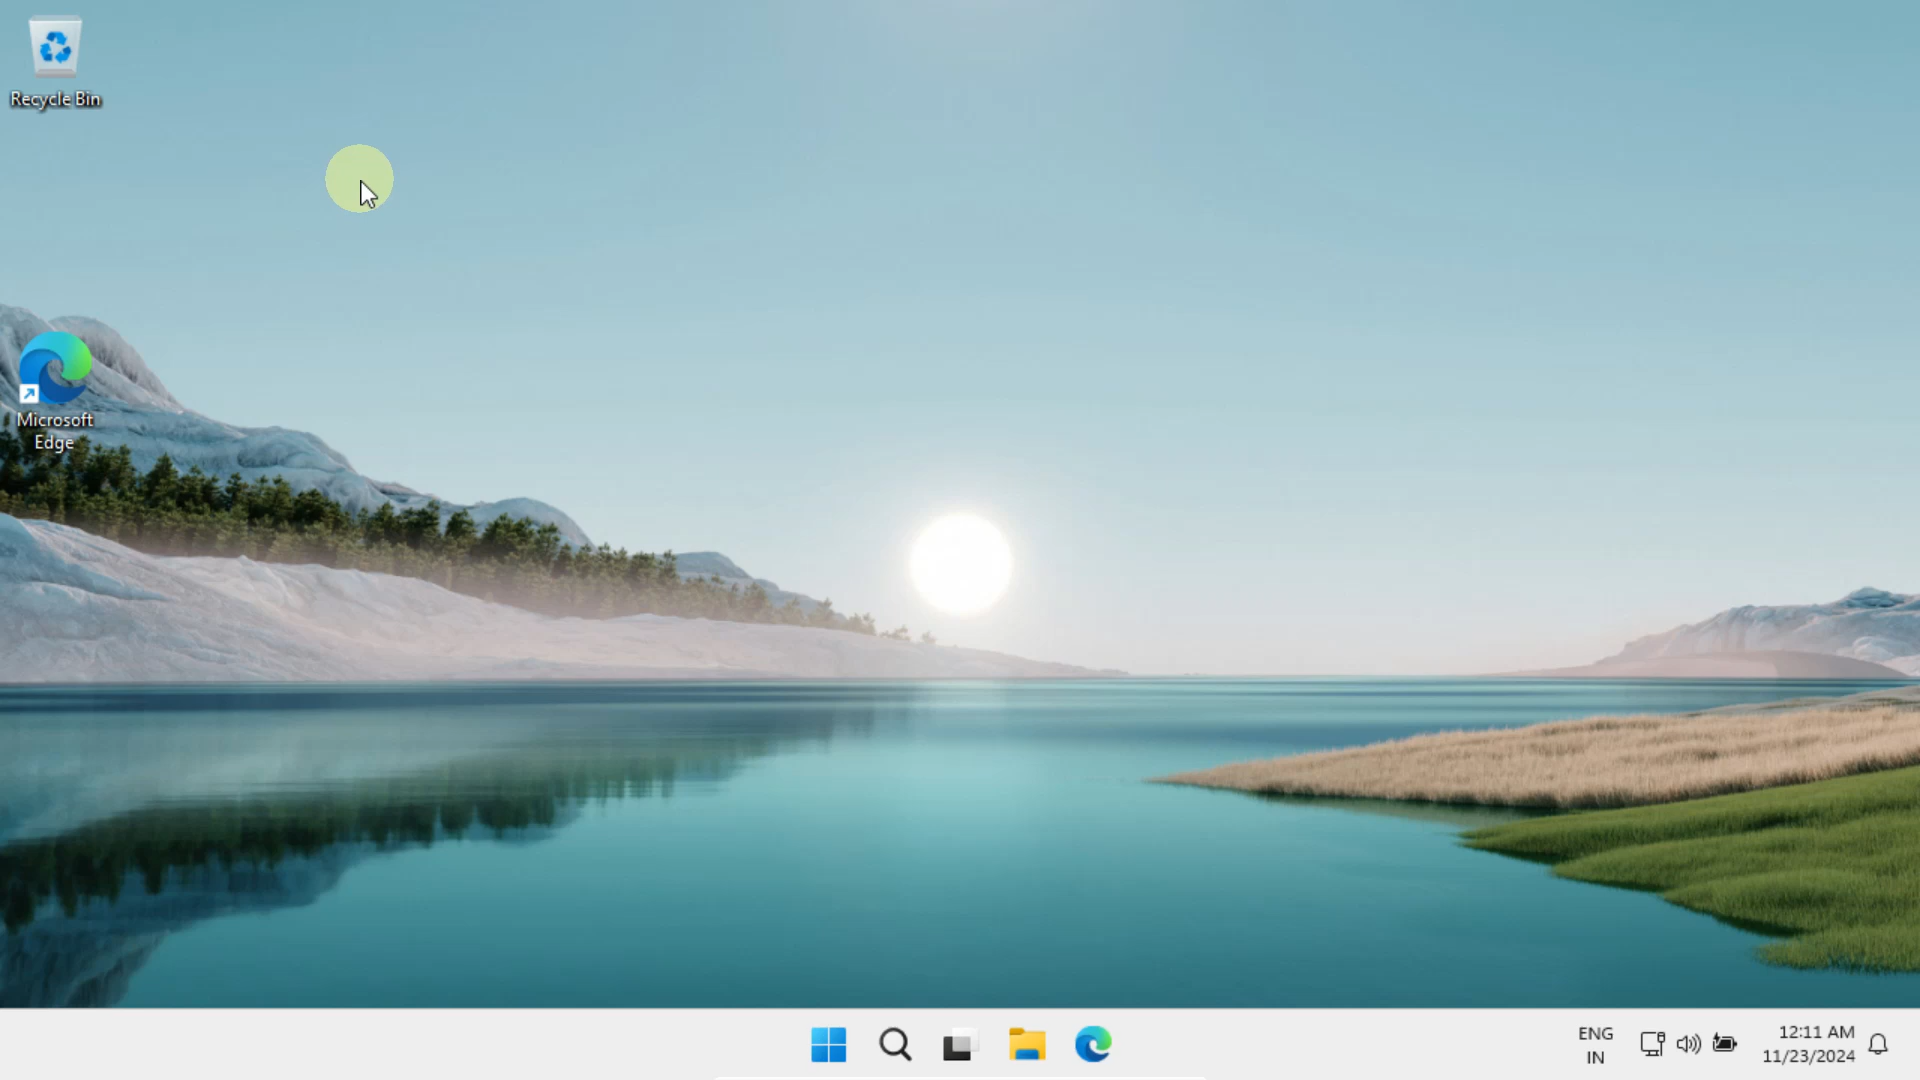 Recycle Bin
Microsoft
Edge
ENG
IN
12:11 AM
11/23/2024